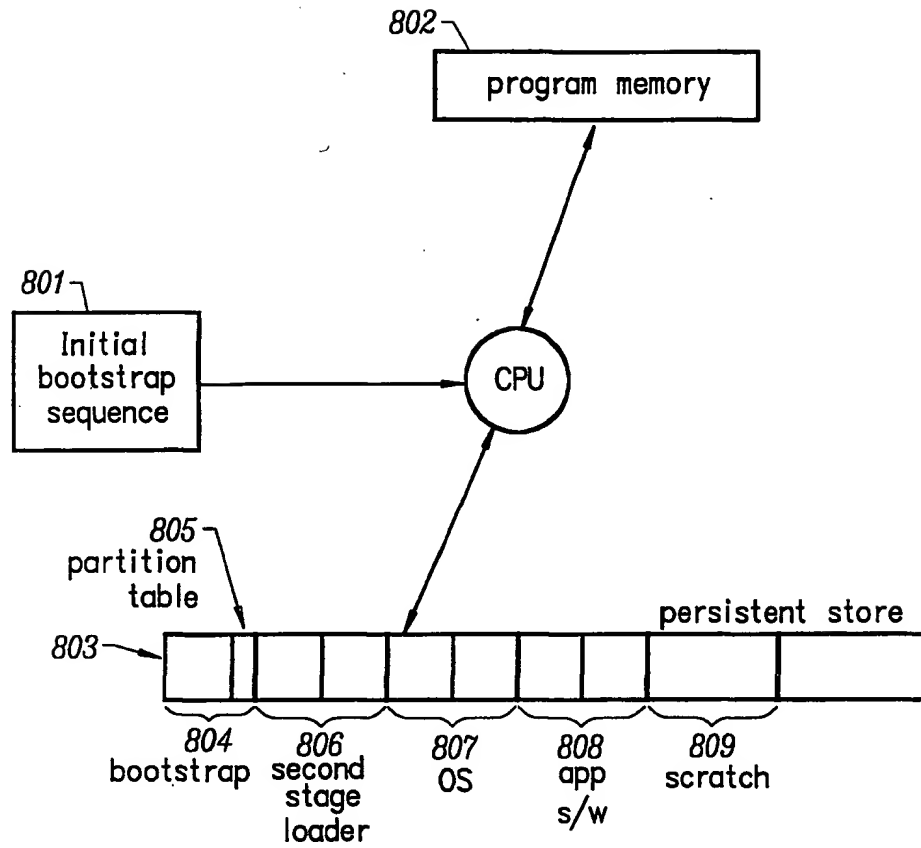 802
program memory
801
Initial
bootstrap
sequence
CPU
805
partition
table
persistent store
803
804
bootstrap
806
second
stage
loader
807
OS
808
app
s/w
809
scratch